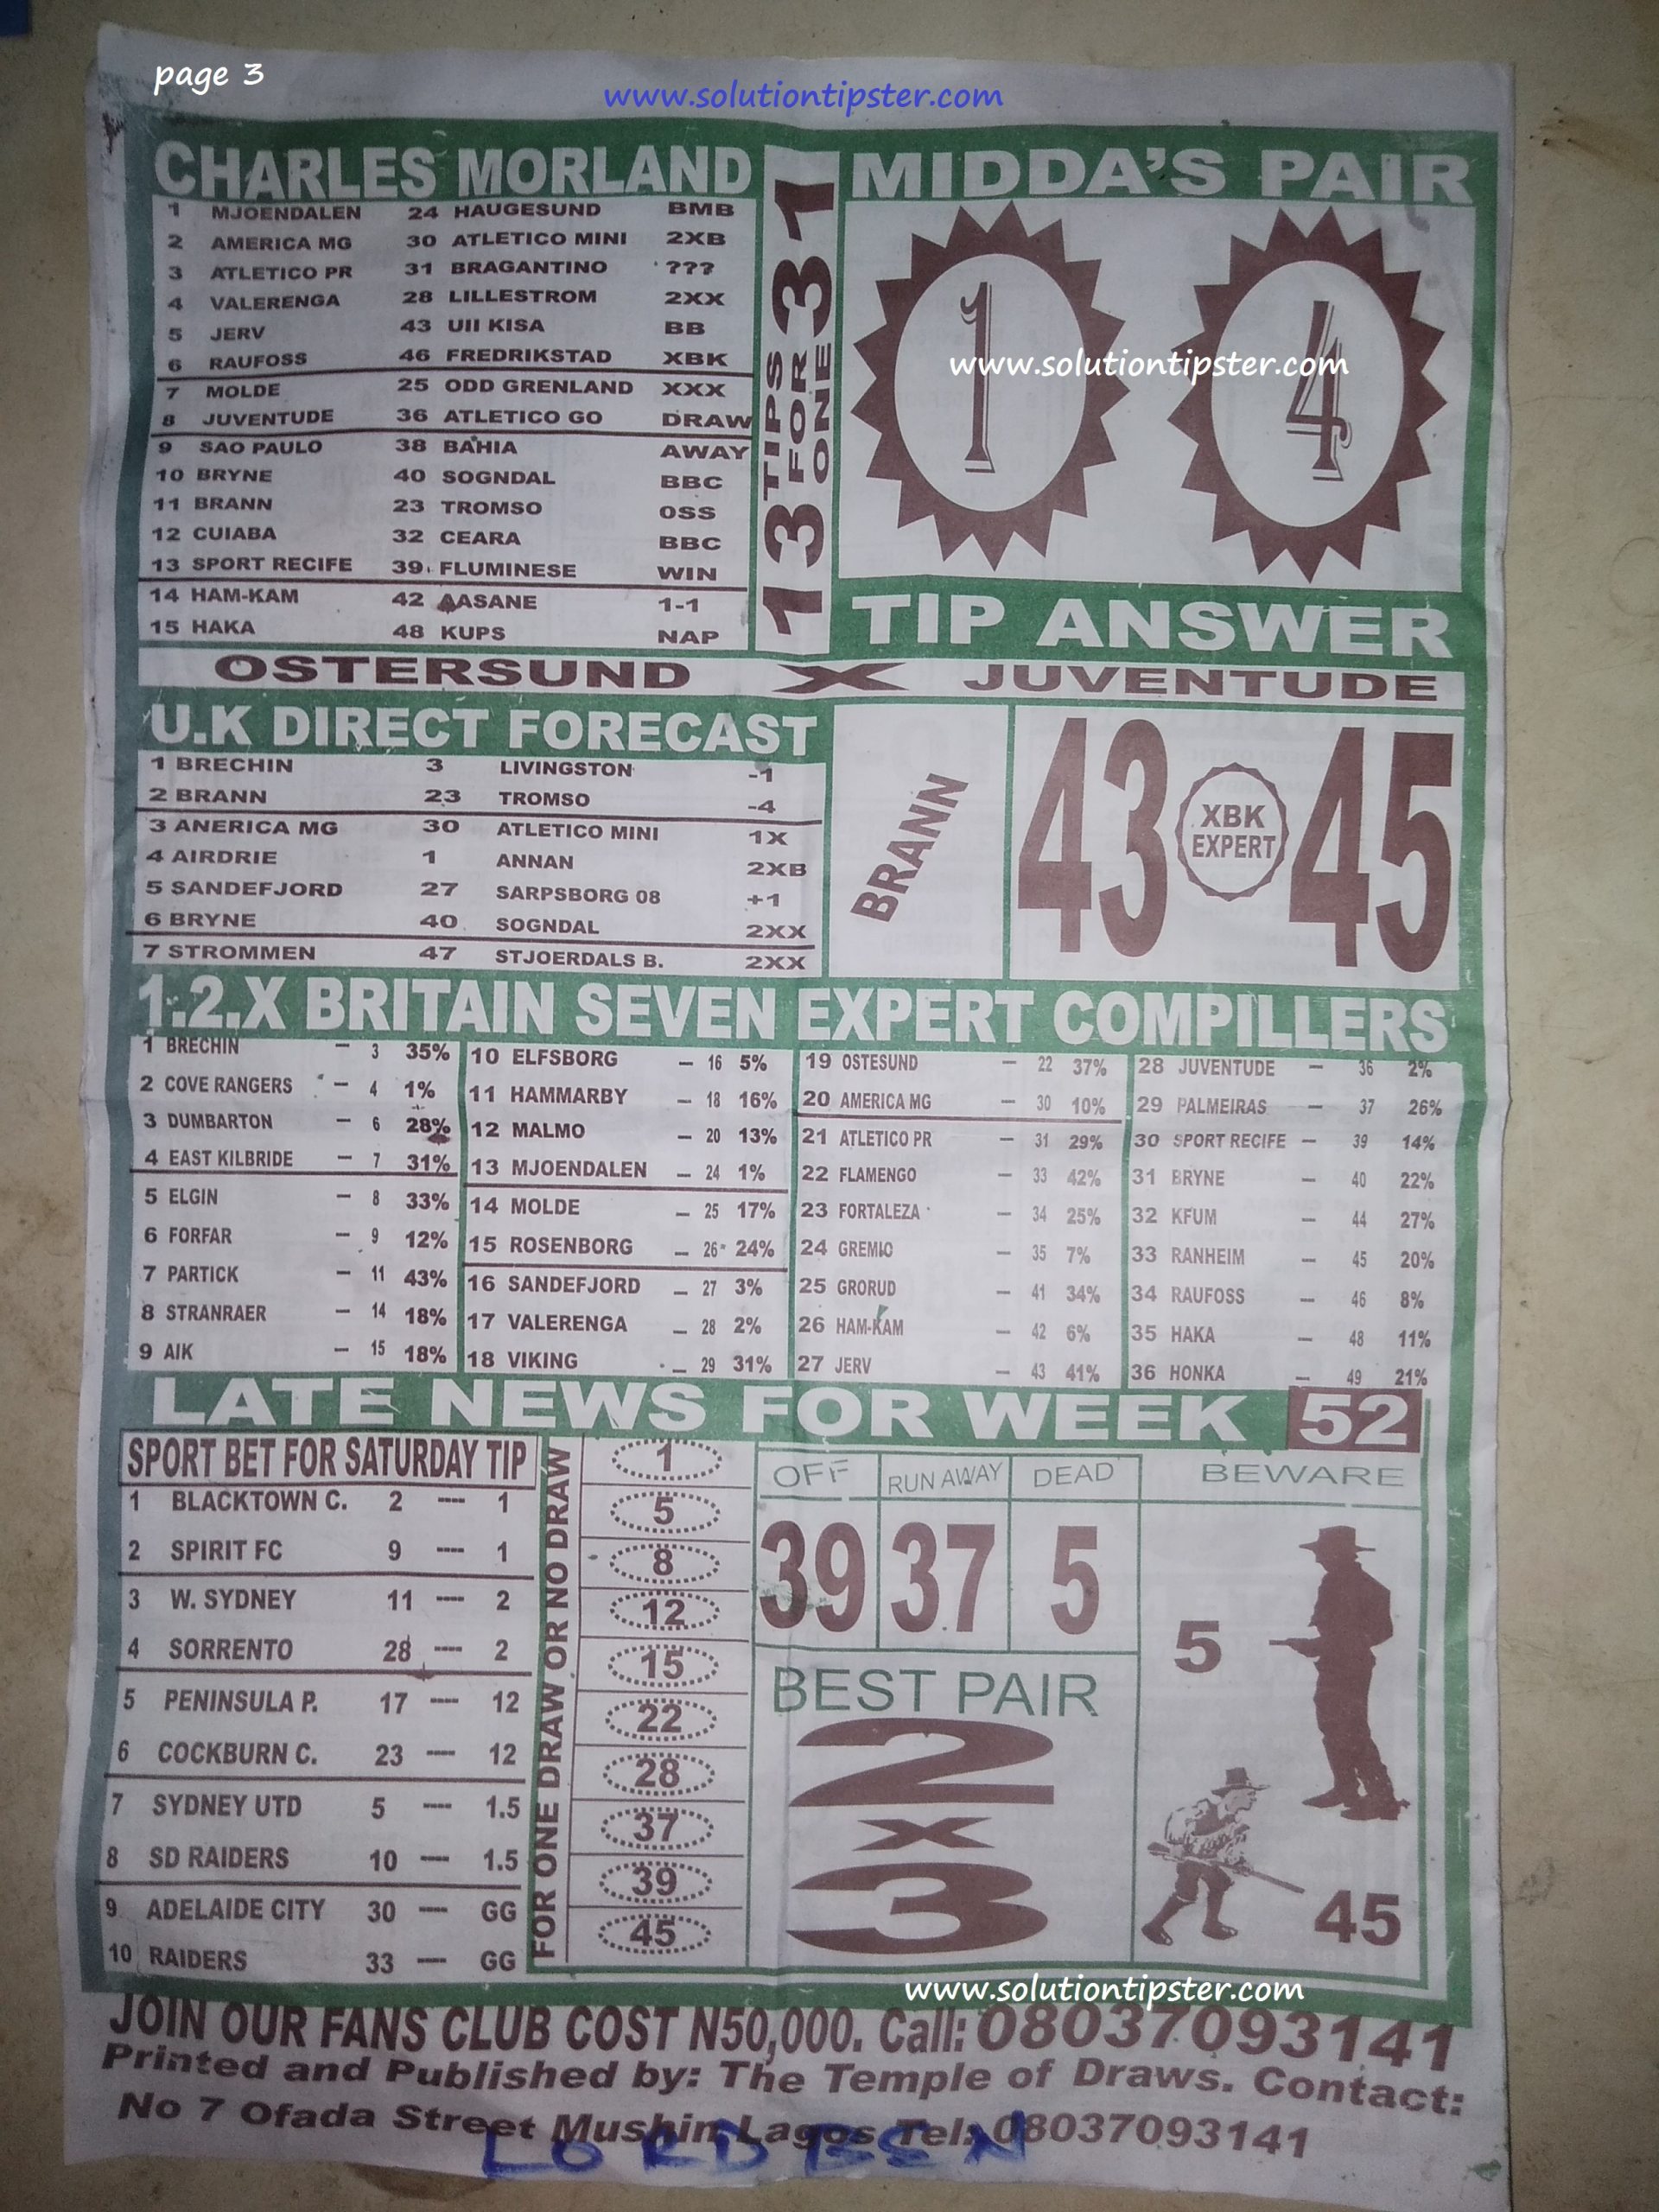 page 3
www.solutiontipster.com
CHARLES MORLAND
1 MJOENDALEN 24 HAUGESUND BMB
2 AMERICA MG 30 ATLETICO MINI 2XB
3 ATLETICO PR 31 BRAGANTINO ???
4 VALERENGA 28 LILLESTROM 2XX
5 JERV 43 UII KISA BB
6 RAUFOSS 46 FREDRIKSTAD XBK
7 MOLDE 25 ODD GRENLAND XXX
8 JUVENTUDE 36 ATLETICO GO DRAW
9 SAO PAULO 38 BAHIA AWAY
10 BRYNE 40 SOGNDAL BBC
11 BRANN 23 TROMSO OSS
12 CUIABA 32 CEARA BBC
13 SPORT RECIFE 39 FLUMINESE WIN
14 HAM-KAM 42 AASANE 1-1
15 HAKA 48 KUPS NAP
13 TIPS FOR ONE 31
MIDDA'S PAIR
1 4
www.solutiontipster.com
TIP ANSWER
OSTERSUND X JUVENTUDE
U.K DIRECT FORECAST
1 BRECHIN 3 LIVINGSTON -1
2 BRANN 23 TROMSO -4
3 ANERICA MG 30 ATLETICO MINI 1X
4 AIRDRIE 1 ANNAN 2XB
5 SANDEFJORD 27 SARPSBORG 08 +1
6 BRYNE 40 SOGNDAL 2XX
7 STROMMEN 47 STJOERDALS B. 2XX
BRANN
43 XBK EXPERT 45
1.2.X BRITAIN SEVEN EXPERT COMPILLERS
1 BRECHIN – 3 35%
2 COVE RANGERS – 4 1%
3 DUMBARTON – 6 28%
4 EAST KILBRIDE – 7 31%
5 ELGIN – 8 33%
6 FORFAR – 9 12%
7 PARTICK – 11 43%
8 STRANRAER – 14 18%
9 AIK – 15 18%
10 ELFSBORG – 16 5%
11 HAMMARBY – 18 16%
12 MALMO – 20 13%
13 MJOENDALEN – 24 1%
14 MOLDE – 25 17%
15 ROSENBORG – 26 24%
16 SANDEFJORD – 27 3%
17 VALERENGA – 28 2%
18 VIKING – 29 31%
19 OSTESUND – 22 37%
20 AMERICA MG – 30 10%
21 ATLETICO PR – 31 29%
22 FLAMENGO – 33 42%
23 FORTALEZA – 34 25%
24 GREMIO – 35 7%
25 GRORUD – 41 34%
26 HAM-KAM – 42 6%
27 JERV – 43 41%
28 JUVENTUDE – 36 2%
29 PALMEIRAS – 37 26%
30 SPORT RECIFE – 39 14%
31 BRYNE – 40 22%
32 KFUM – 44 27%
33 RANHEIM – 45 20%
34 RAUFOSS – 46 8%
35 HAKA – 48 11%
36 HONKA – 49 21%
LATE NEWS FOR WEEK 52
SPORT BET FOR SATURDAY TIP
1 BLACKTOWN C. 2 ---- 1
2 SPIRIT FC 9 ---- 1
3 W. SYDNEY 11 ---- 2
4 SORRENTO 28 ---- 2
5 PENINSULA P. 17 ---- 12
6 COCKBURN C. 23 ---- 12
7 SYDNEY UTD 5 ---- 1.5
8 SD RAIDERS 10 ---- 1.5
9 ADELAIDE CITY 30 ---- GG
10 RAIDERS 33 ---- GG
FOR ONE DRAW OR NO DRAW
1
5
8
12
15
22
28
37
39
45
OFF RUN AWAY DEAD
39 37 5
BEST PAIR
2
X
3
BEWARE
5
45
www.solutiontipster.com
JOIN OUR FANS CLUB COST N50,000. Call: 08037093141
Printed and Published by: The Temple of Draws. Contact:
No 7 Ofada Street Mushin Lagos Tel: 08037093141
LORD BEN